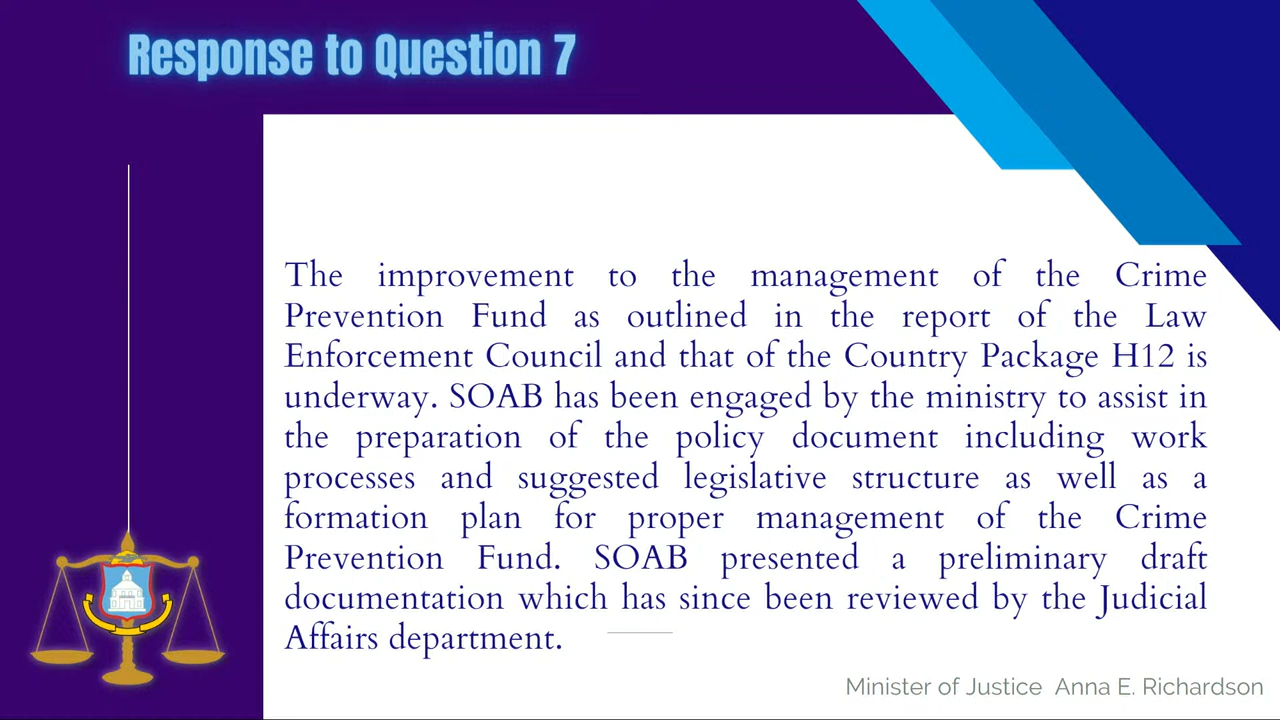 Response to Question 7
The improvement to the management of the Crime
Prevention Fund as outlined in the report of the Law
Enforcement Council and that of the Country Package H12 is
underway. SOAB has been engaged by the ministry to assist in
the preparation of the policy document including work
processes and suggested legislative structure as well as a
formation plan for proper management of the Crime
Prevention Fund. SOAB presented a preliminary draft
documentation which has since been reviewed by the Judicial
Affairs department.
Minister of Justice Anna E. Richardson